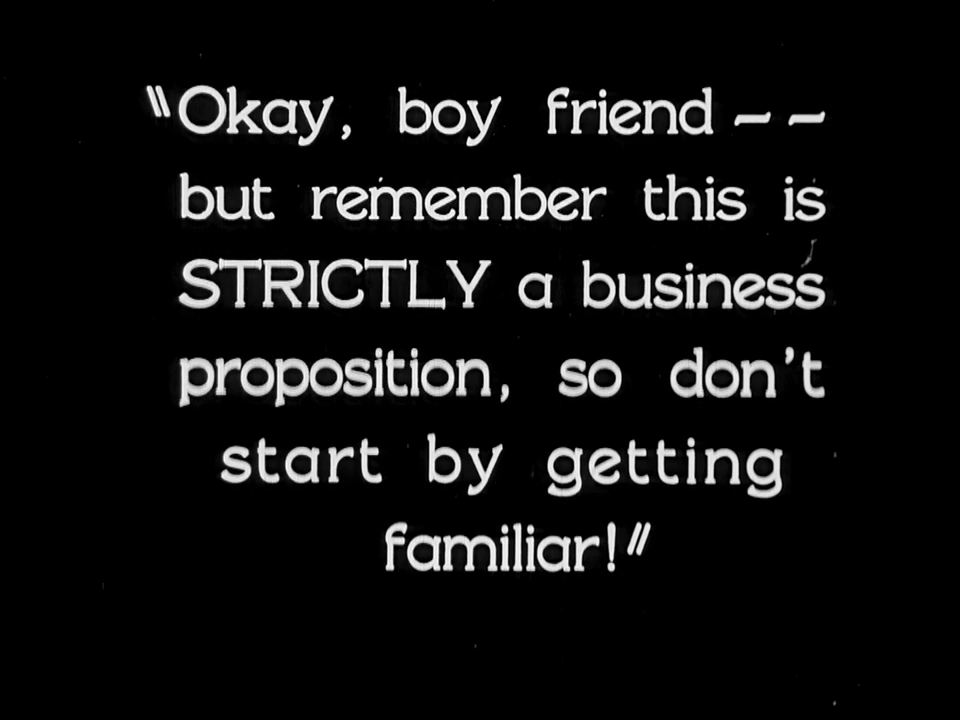 "Okay, boy friend --
but remember this is
STRICTLY a business
proposition, so don't
start by getting
familiar!"